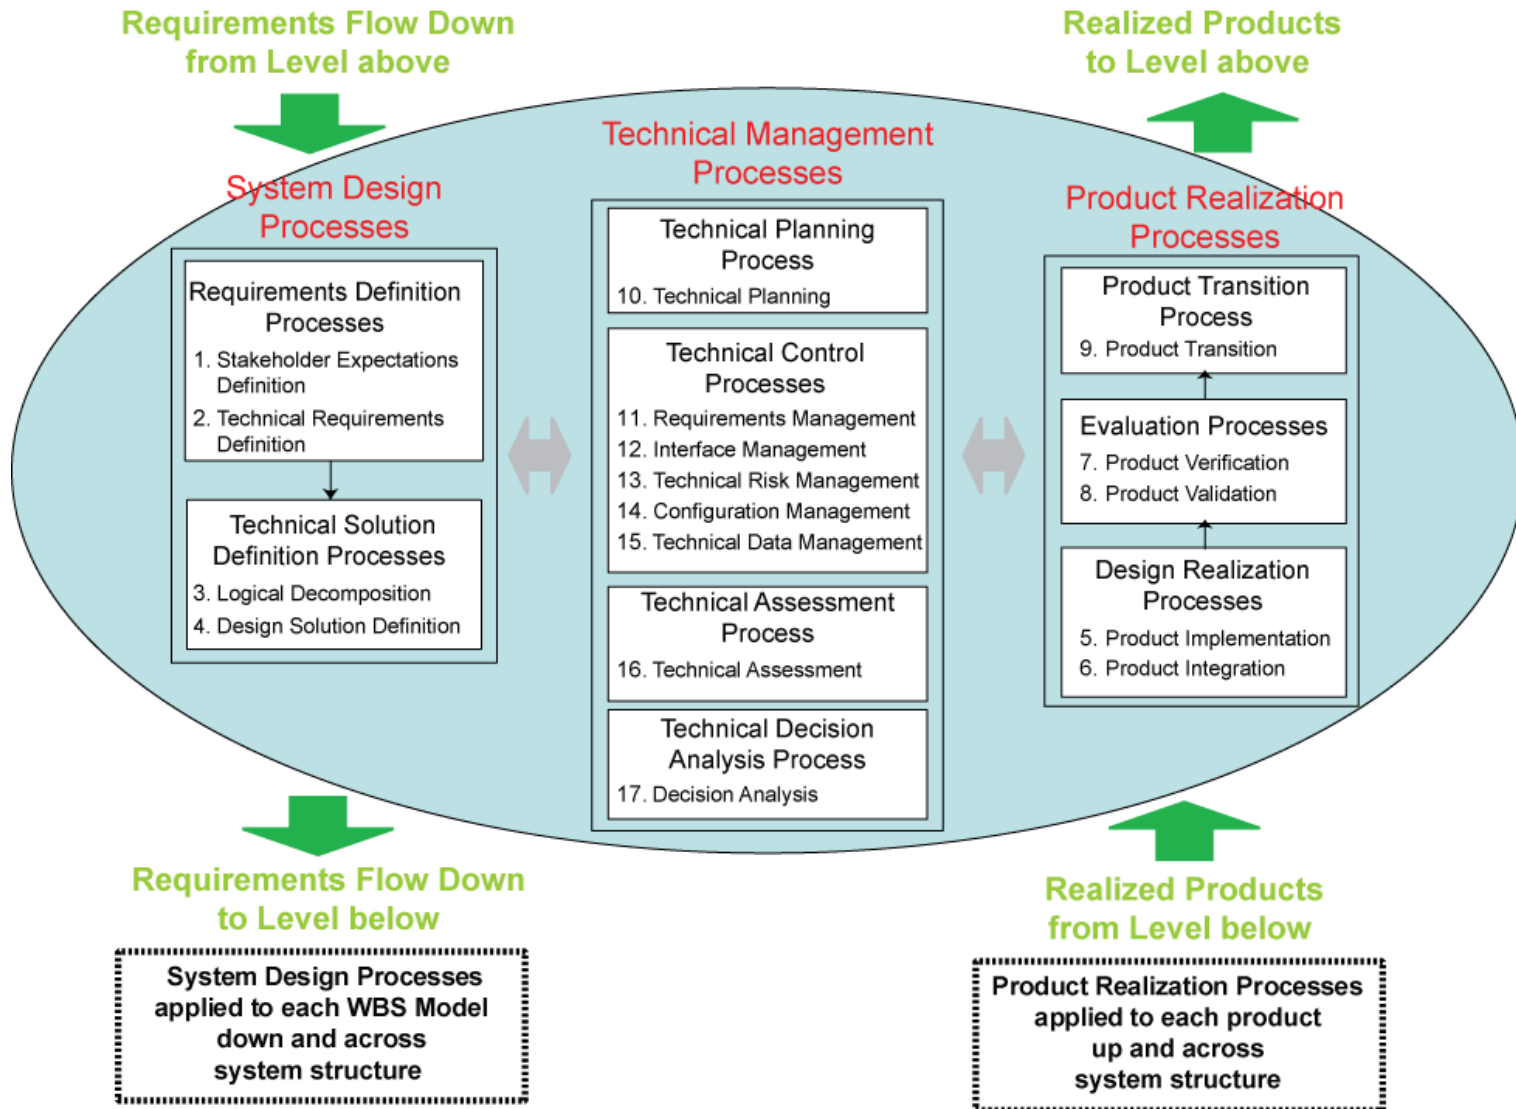 Requirements Flow Down
from Level above
Realized Products
to Level above
System Design
Processes
Requirements Definition
Processes
1. Stakeholder Expectations
Definition
2. Technical Requirements
Definition
Technical Solution
Definition Processes
3. Logical Decomposition
4. Design Solution Definition
Technical Management
Processes
Technical Planning
Process
10. Technical Planning
Technical Control
Processes
11. Requirements Management
12. Interface Management
13. Technical Risk Management
14. Configuration Management
15. Technical Data Management
Technical Assessment
Process
16. Technical Assessment
Technical Decision
Analysis Process
17. Decision Analysis
Product Realization
Processes
Product Transition
Process
9. Product Transition
Evaluation Processes
7. Product Verification
8. Product Validation
Design Realization
Processes
5. Product Implementation
6. Product Integration
Requirements Flow Down
to Level below
System Design Processes
applied to each WBS Model
down and across
system structure
Realized Products
from Level below
Product Realization Processes
applied to each product
up and across
system structure